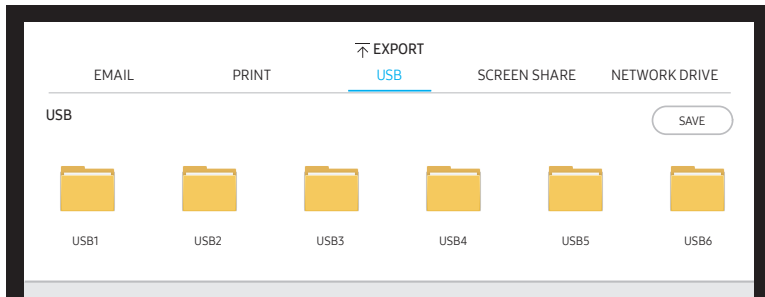 EXPORT
EMAIL PRINT USB SCREEN SHARE NETWORK DRIVE
USB SAVE
USB1 USB2 USB3 USB4 USB5 USB6